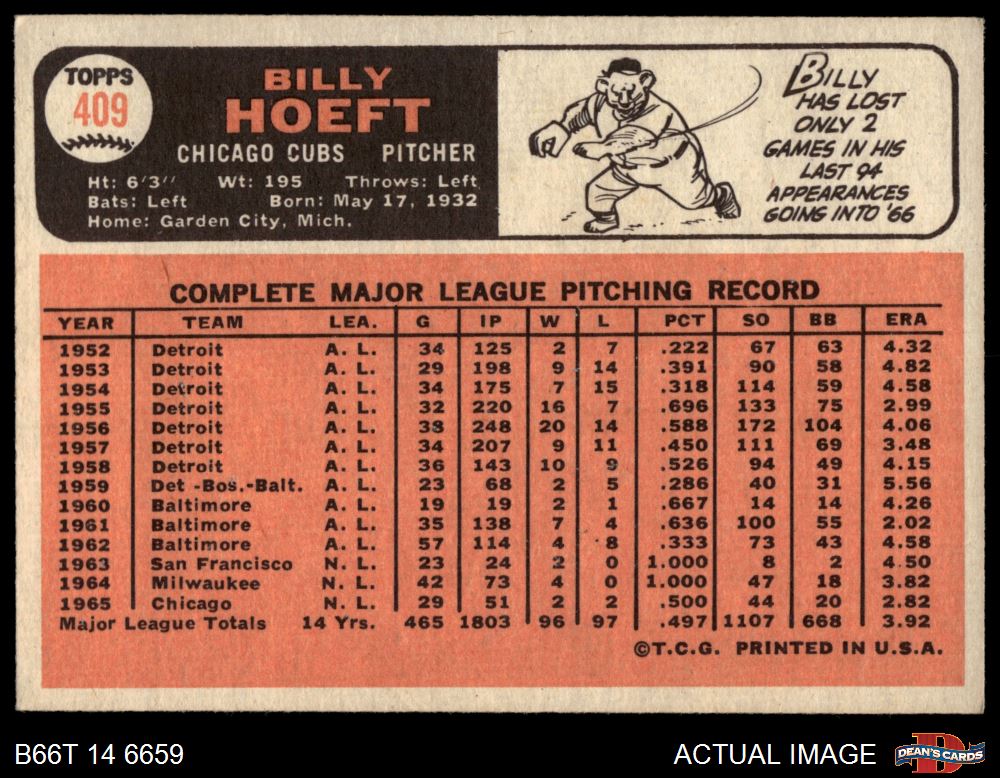 TOPPS
409
BILLY
HOEFT
CHICAGO CUBS PITCHER
Ht: 6'3" Wt: 195 Throws: Left
Bats: Left Born: May 17, 1932
Home: Garden City, Mich.
BILLY
HAS LOST
ONLY 2
GAMES IN HIS
LAST 94
APPEARANCES
GOING INTO '66
COMPLETE MAJOR LEAGUE PITCHING RECORD
YEAR TEAM LEA. G IP W L PCT SO BB ERA
1952 Detroit A. L. 34 125 2 7 .222 67 63 4.32
1953 Detroit A. L. 29 198 9 14 .391 90 58 4.82
1954 Detroit A. L. 34 175 7 15 .318 114 59 4.58
1955 Detroit A. L. 32 220 16 7 .696 133 75 2.99
1956 Detroit A. L. 38 248 20 14 .588 172 104 4.06
1957 Detroit A. L. 34 207 9 11 .450 111 69 3.48
1958 Detroit A. L. 36 143 10 9 .526 94 49 4.15
1959 Det -Bos.-Balt. A. L. 23 68 2 5 .286 40 31 5.56
1960 Baltimore A. L. 19 19 2 1 .667 14 14 4.26
1961 Baltimore A. L. 35 138 7 4 .636 100 55 2.02
1962 Baltimore A. L. 57 114 4 8 .333 73 43 4.58
1963 San Francisco N. L. 23 24 2 0 1.000 8 2 4.50
1964 Milwaukee N. L. 42 73 4 0 1.000 47 18 3.82
1965 Chicago N. L. 29 51 2 2 .500 44 20 2.82
Major League Totals 14 Yrs. 465 1803 96 97 .497 1107 668 3.92
©T.C.G. PRINTED IN U.S.A.
B66T 14 6659
ACTUAL IMAGE
D
DEAN'S CARDS